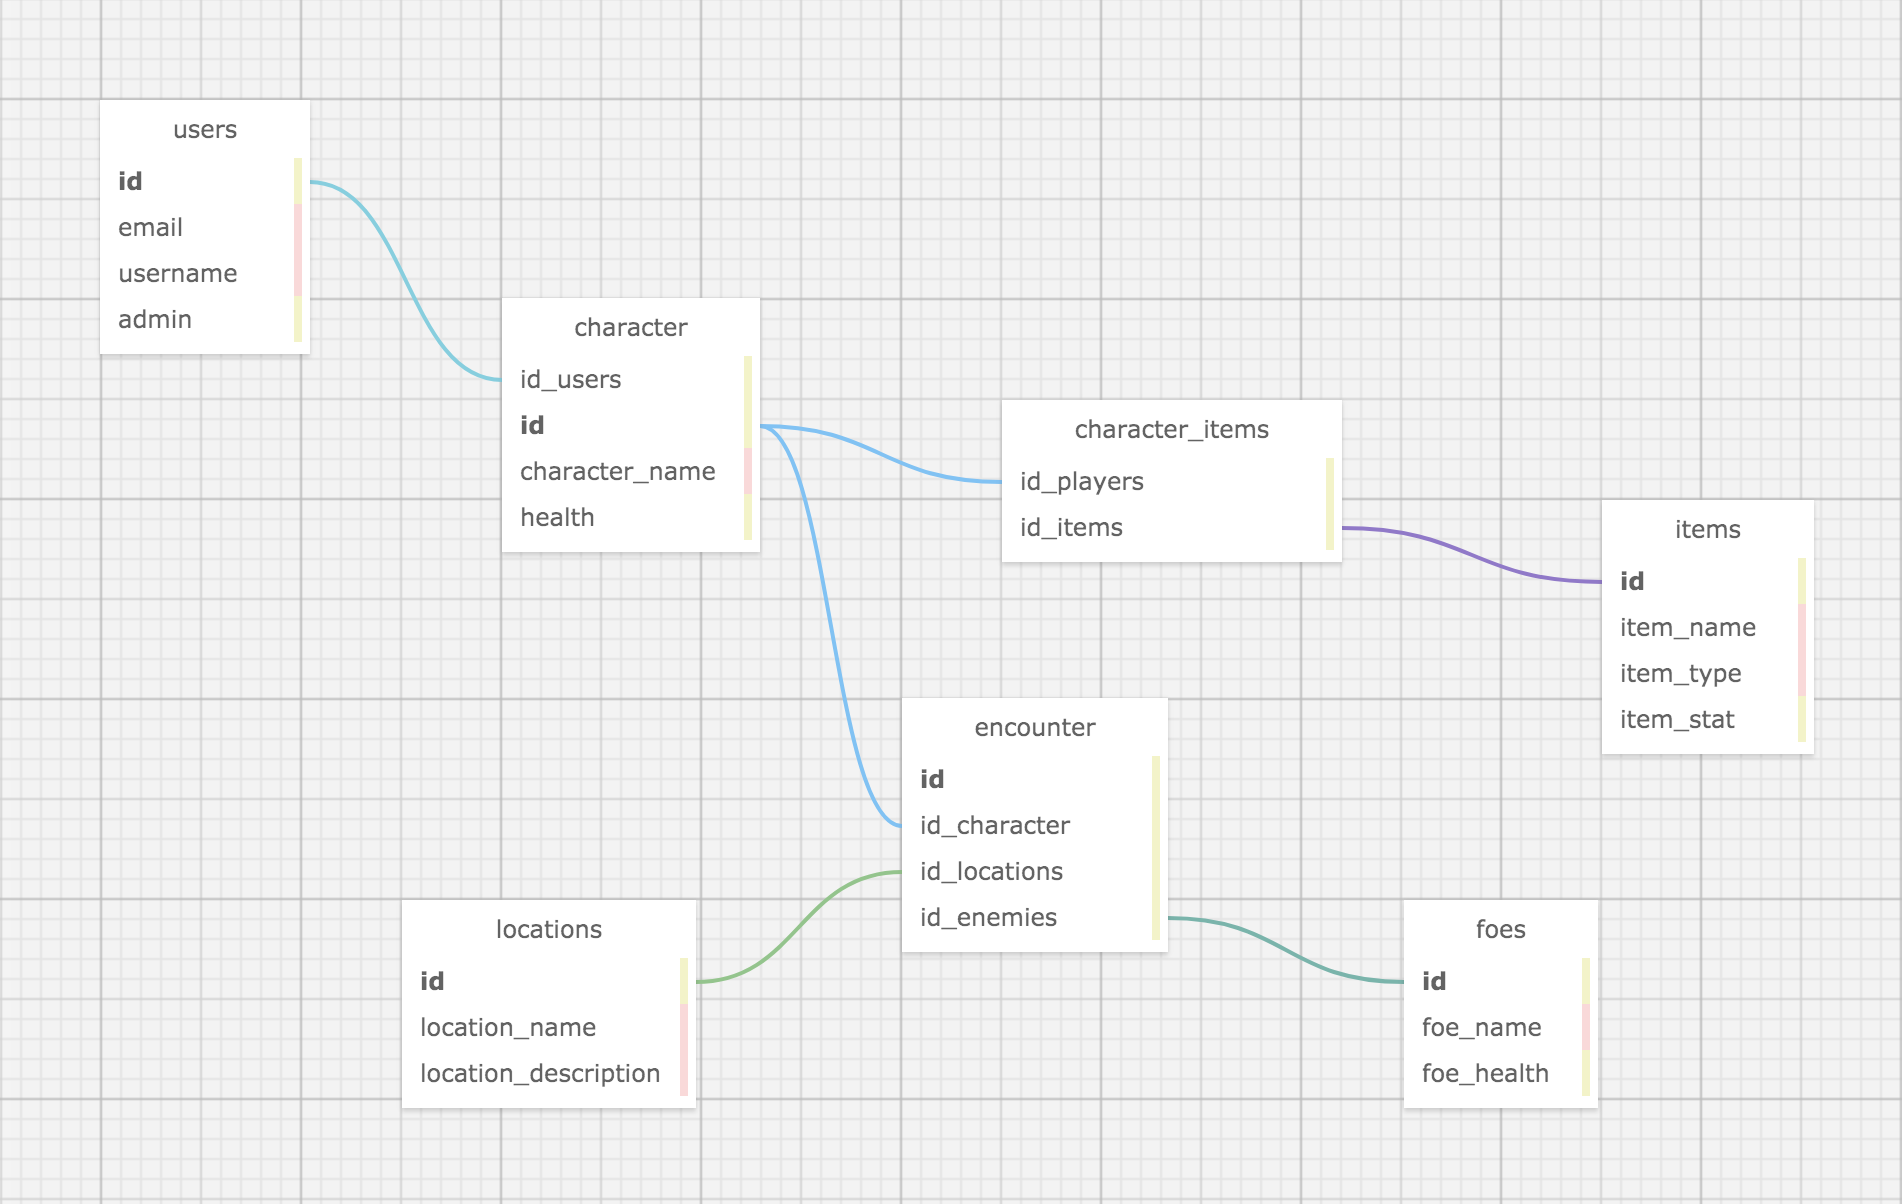 users
id
email
username
admin
character
id_users
id
character_name
health
character_items
id_players
id_items
items
id
item_name
item_type
item_stat
encounter
id
id_character
id_locations
id_enemies
locations
id
location_name
location_description
foes
id
foe_name
foe_health